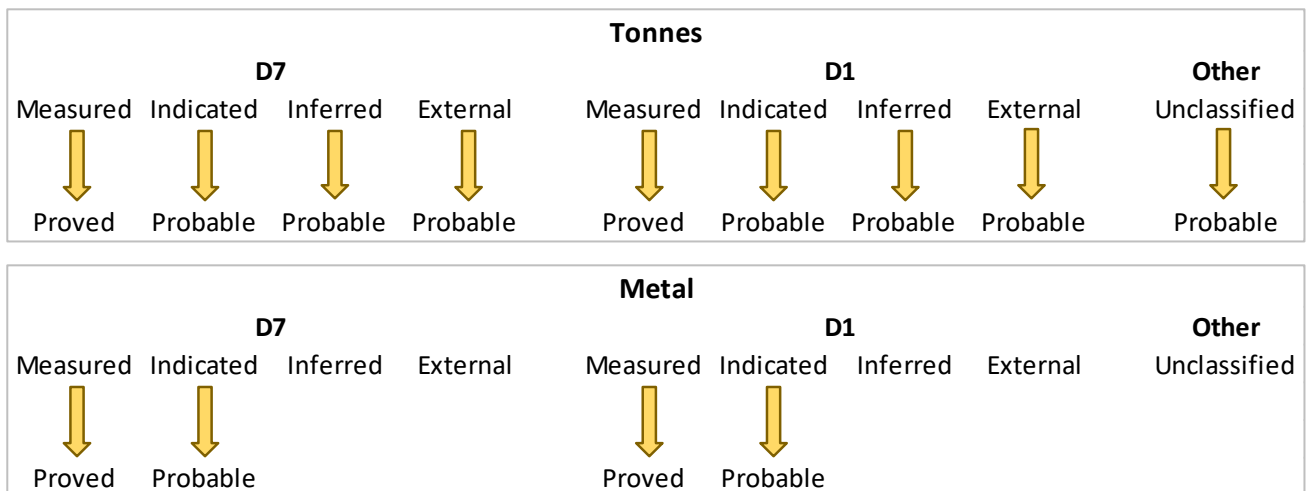 Tonnes
D7 D1 Other
Measured Indicated Inferred External Measured Indicated Inferred External Unclassified
Proved Probable Probable Probable Proved Probable Probable Probable Probable
Metal
D7 D1 Other
Measured Indicated Inferred External Measured Indicated Inferred External Unclassified
Proved Probable Proved Probable